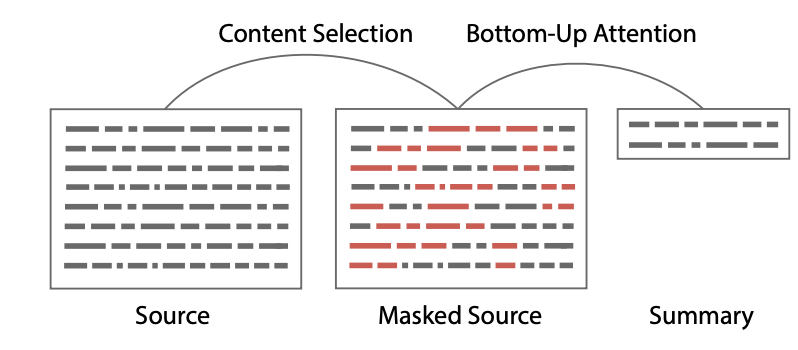 Content Selection
Bottom-Up Attention
Source
Masked Source
Summary